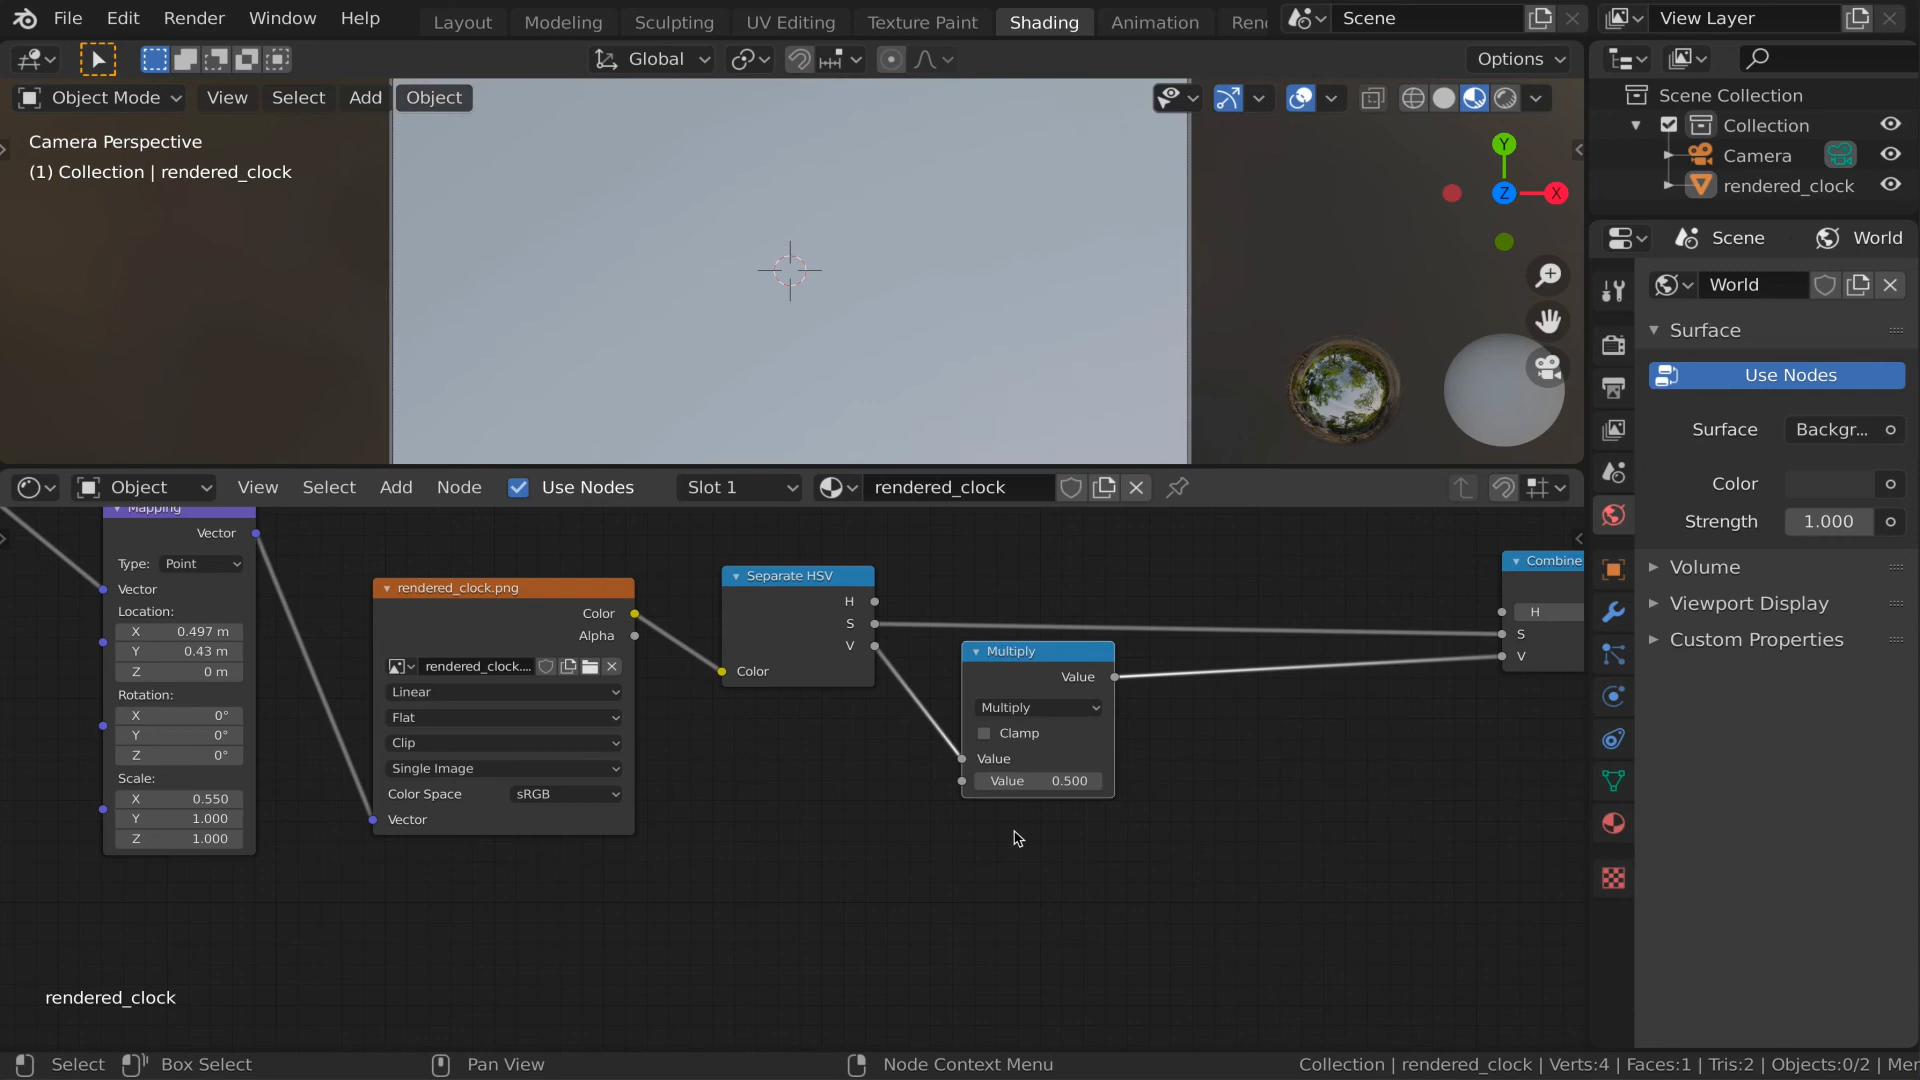 File Edit Render Window Help Layout Modeling Sculpting UV Editing Texture Paint Shading Animation Ren Scene View Layer
Global Options
Object Mode View Select Add Object
Camera Perspective
(1) Collection | rendered_clock
Y
Z
X
Scene Collection
Collection
Camera
rendered_clock
Scene World
World
Surface
Use Nodes
Surface Backgr...
Color
Strength 1.000
Volume
Viewport Display
Custom Properties
Object View Select Add Node Use Nodes Slot 1 rendered_clock
Mapping
Vector
Type: Point
Vector
Location:
X 0.497 m
Y 0.43 m
Z 0 m
Rotation:
X 0°
Y 0°
Z 0°
Scale:
X 0.550
Y 1.000
Z 1.000
rendered_clock.png
Color
Alpha
rendered_clock....
Linear
Flat
Clip
Single Image
Color Space sRGB
Vector
Separate HSV
H
S
V
Color
Multiply
Value
Multiply
Clamp
Value
Value 0.500
Combine
H
S
V
rendered_clock
Select Box Select Pan View Node Context Menu Collection | rendered_clock | Verts:4 | Faces:1 | Tris:2 | Objects:0/2 | Mer